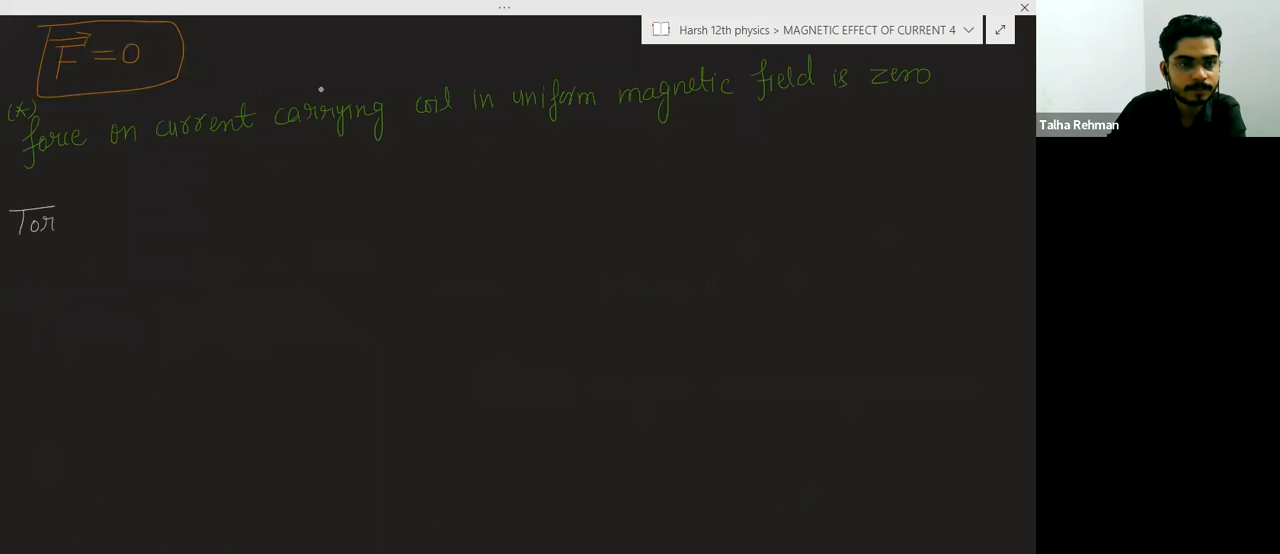 Harsh 12th physics > MAGNETIC EFFECT OF CURRENT 4
Talha Rehman
F = 0
(*)
force on current carrying coil in uniform magnetic field is zero
Tor